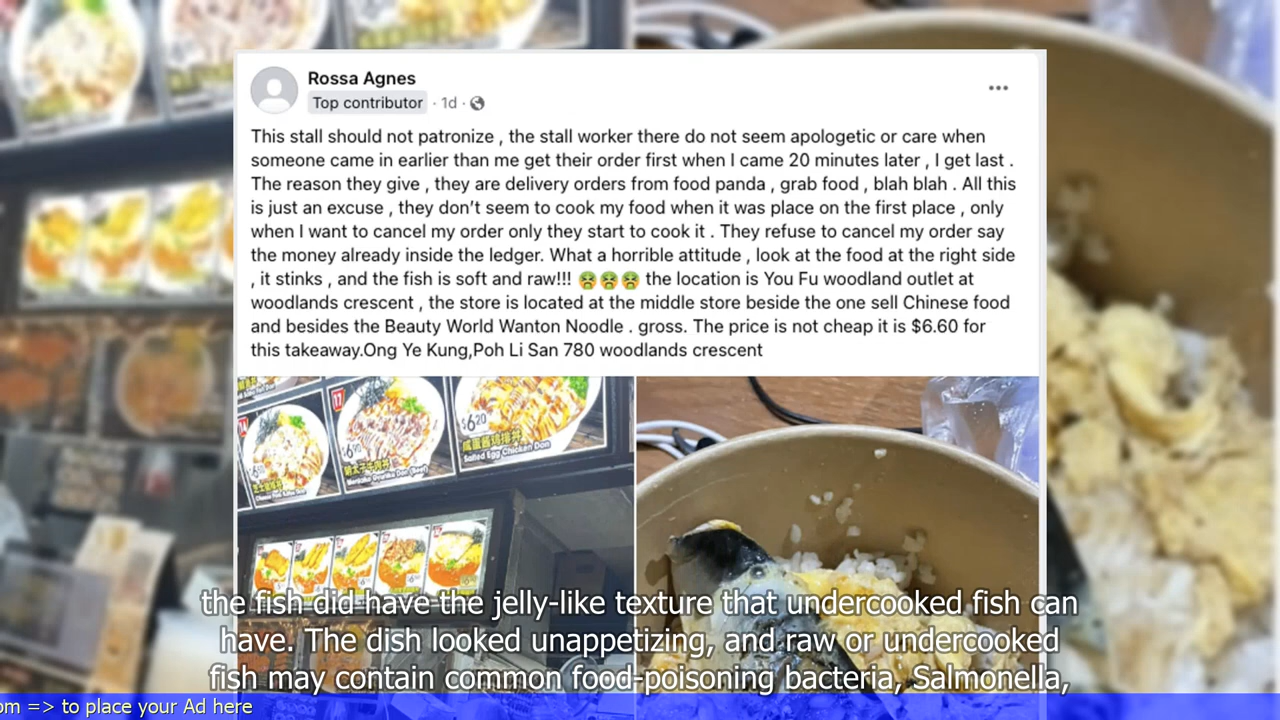 Rossa Agnes
Top contributor · 1d ·
This stall should not patronize , the stall worker there do not seem apologetic or care when
someone came in earlier than me get their order first when I came 20 minutes later , I get last .
The reason they give , they are delivery orders from food panda , grab food , blah blah . All this
is just an excuse , they don't seem to cook my food when it was place on the first place , only
when I want to cancel my order only they start to cook it . They refuse to cancel my order say
the money already inside the ledger. What a horrible attitude , look at the food at the right side
, it stinks , and the fish is soft and raw!!! 🤮🤮🤮 the location is You Fu woodland outlet at
woodlands crescent , the store is located at the middle store beside the one sell Chinese food
and besides the Beauty World Wanton Noodle . gross. The price is not cheap it is $6.60 for
this takeaway.Ong Ye Kung,Poh Li San 780 woodlands crescent
14
17
$6.20
Salted Egg Chicken Don
the fish did have the jelly-like texture that undercooked fish can
have. The dish looked unappetizing, and raw or undercooked
fish may contain common food-poisoning bacteria, Salmonella,
om => to place your Ad here